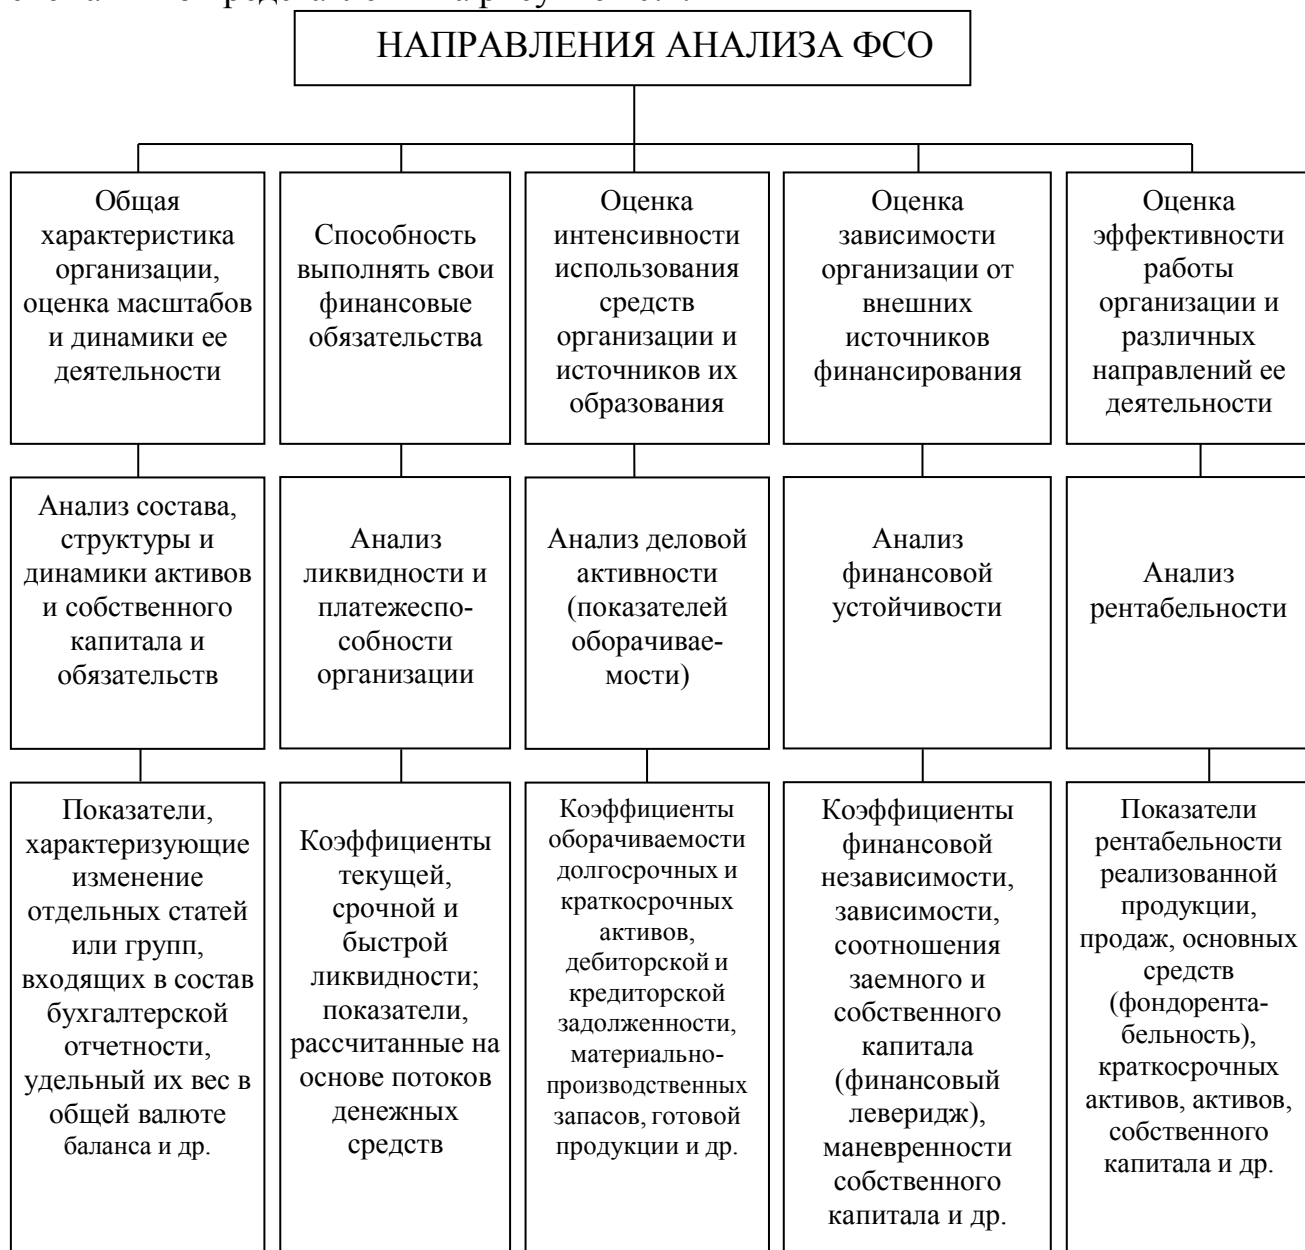 НАПРАВЛЕНИЯ АНАЛИЗА ФСО
Общая
характеристика
организации,
оценка масштабов
и динамики ее
деятельности
Способность
выполнять свои
финансовые
обязательства
Оценка
интенсивности
использования
средств
организации и
источников их
образования
Оценка
зависимости
организации от
внешних
источников
финансирования
Оценка
эффективности
работы
организации и
различных
направлений ее
деятельности
Анализ состава,
структуры и
динамики активов
и собственного
капитала и
обязательств
Анализ
ликвидности и
платежеспо-
собности
организации
Анализ деловой
активности
(показателей
оборачивае-
мости)
Анализ
финансовой
устойчивости
Анализ
рентабельности
Показатели,
характеризующие
изменение
отдельных статей
или групп,
входящих в состав
бухгалтерской
отчетности,
удельный их вес в
общей валюте
баланса и др.
Коэффициенты
текущей,
срочной и
быстрой
ликвидности;
показатели,
рассчитанные на
основе потоков
денежных
средств
Коэффициенты
оборачиваемости
долгосрочных и
краткосрочных
активов,
дебиторской и
кредиторской
задолженности,
материально-
производственных
запасов, готовой
продукции и др.
Коэффициенты
финансовой
независимости,
зависимости,
соотношения
заемного и
собственного
капитала
(финансовый
леверидж),
маневренности
собственного
капитала и др.
Показатели
рентабельности
реализованной
продукции,
продаж, основных
средств
(фондорента-
бельность),
краткосрочных
активов, активов,
собственного
капитала и др.